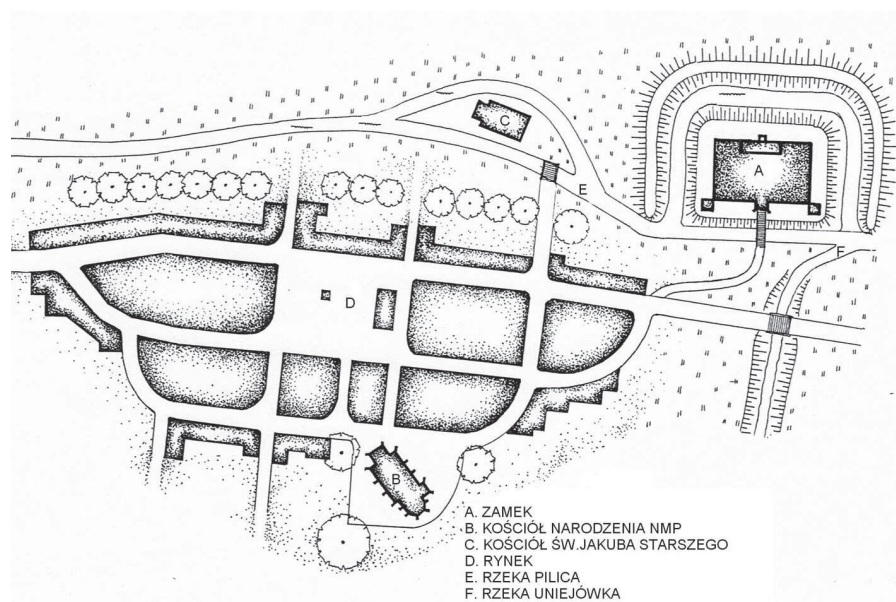 C
A
E
F
D
B
A. ZAMEK
B. KOŚCIÓŁ NARODZENIA NMP
C. KOŚCIÓŁ ŚW.JAKUBA STARSZEGO
D. RYNEK
E. RZEKA PILICA
F. RZEKA UNIEJÓWKA